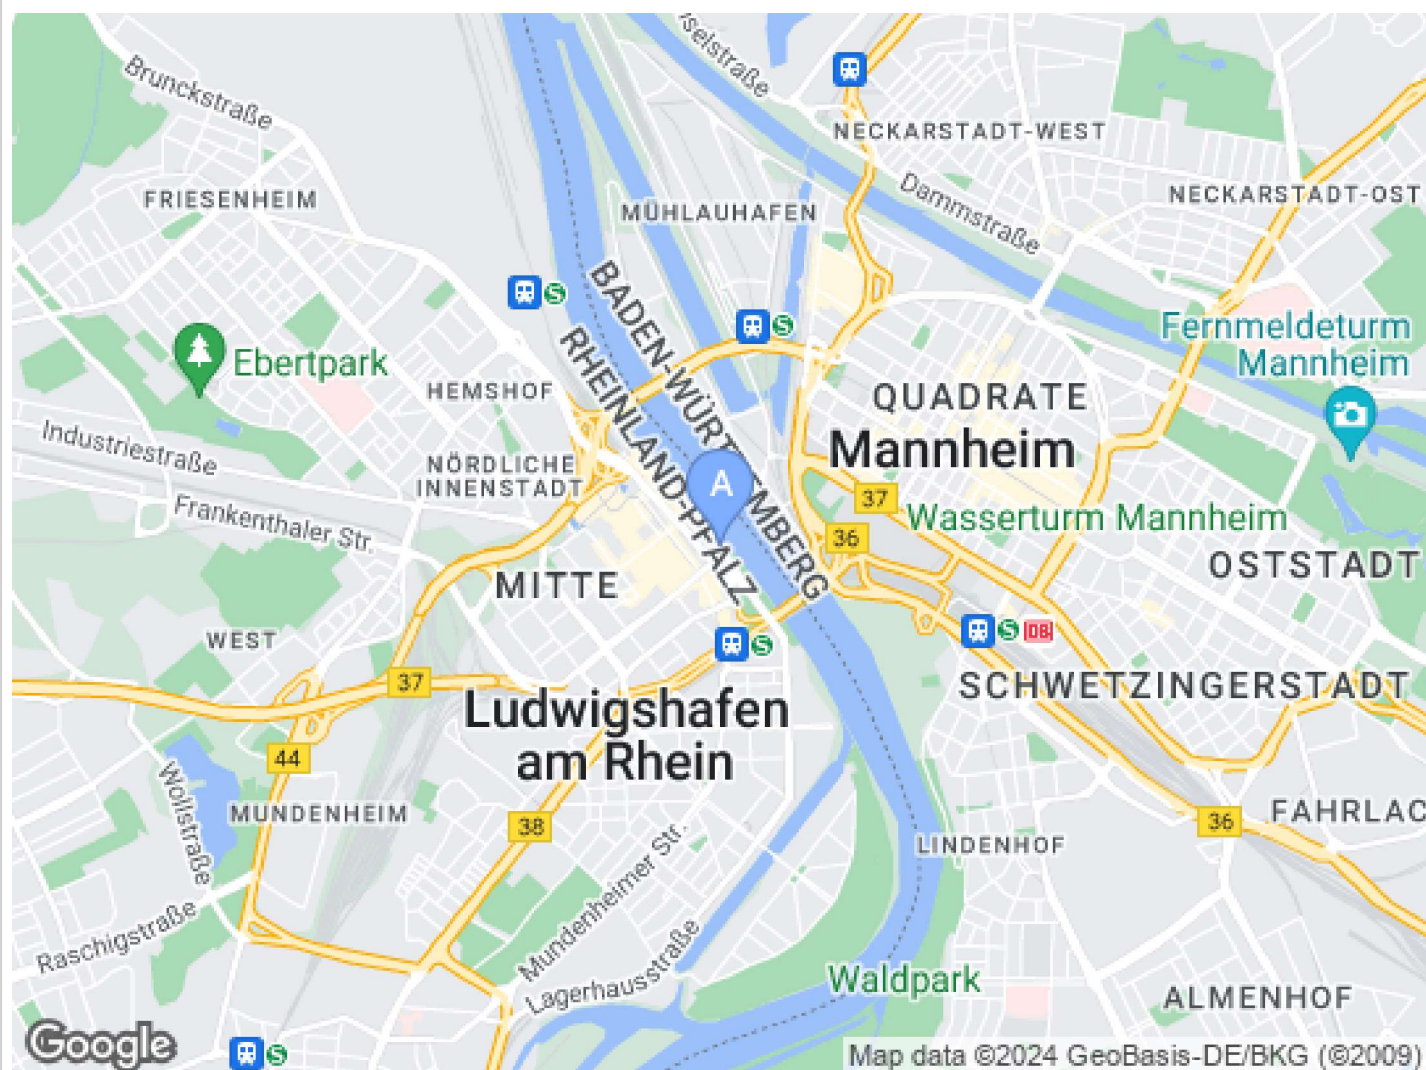 Brunckstraße
selstraße
NECKARSTADT-WEST
FRIESENHEIM
MÜHLAUHAFEN
Dammstraße
NECKARSTADT-OST
BADEN-WÜRTTEMBERG
RHEINLAND-PFALZ
Ebertpark
HEMSHOF
QUADRATE
Mannheim
Fernmeldeturm
Mannheim
Industriestraße
NÖRDLICHE
INNENSTADT
A
37
36
Wasserturm Mannheim
Frankenthaler Str.
MITTE
OSTSTADT
WEST
S
S
S
S
DB
37
SCHWETZINGERSTADT
Ludwigshafen
am Rhein
44
Wollstraße
MUNDENHEIM
38
36
FAHRLAC
LINDENHOF
Mundenheimer Str.
Raschigstraße
Lagerhausstraße
Waldpark
ALMENHOF
Google
S
Map data ©2024 GeoBasis-DE/BKG (©2009)